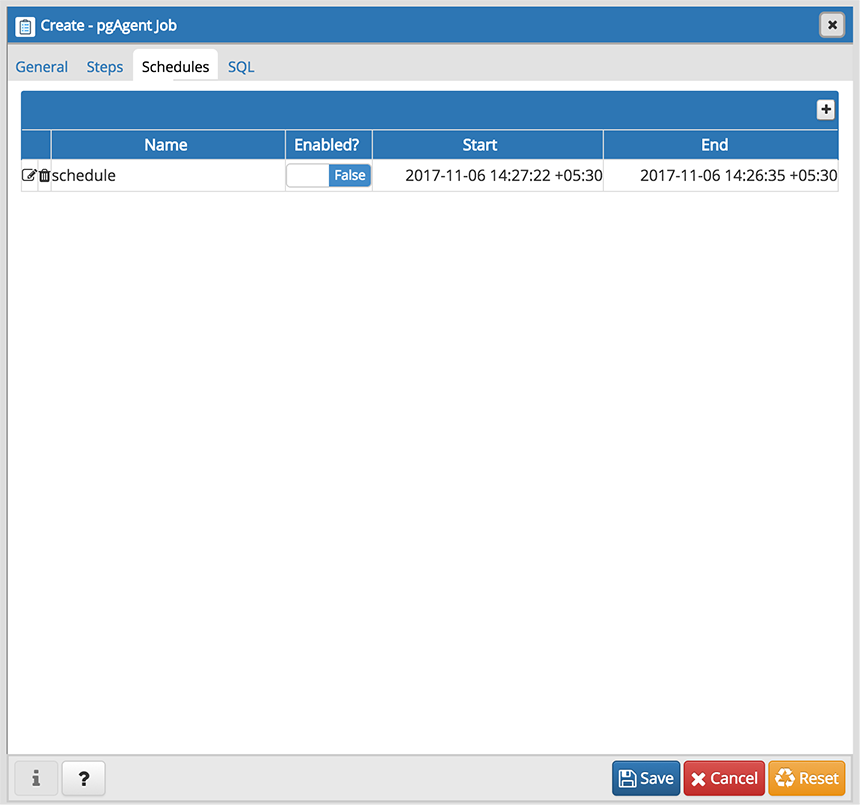 Create - pgAgent Job
General Steps Schedules SQL
Name Enabled? Start End
schedule False 2017-11-06 14:27:22 +05:30 2017-11-06 14:26:35 +05:30
i ? Save Cancel Reset